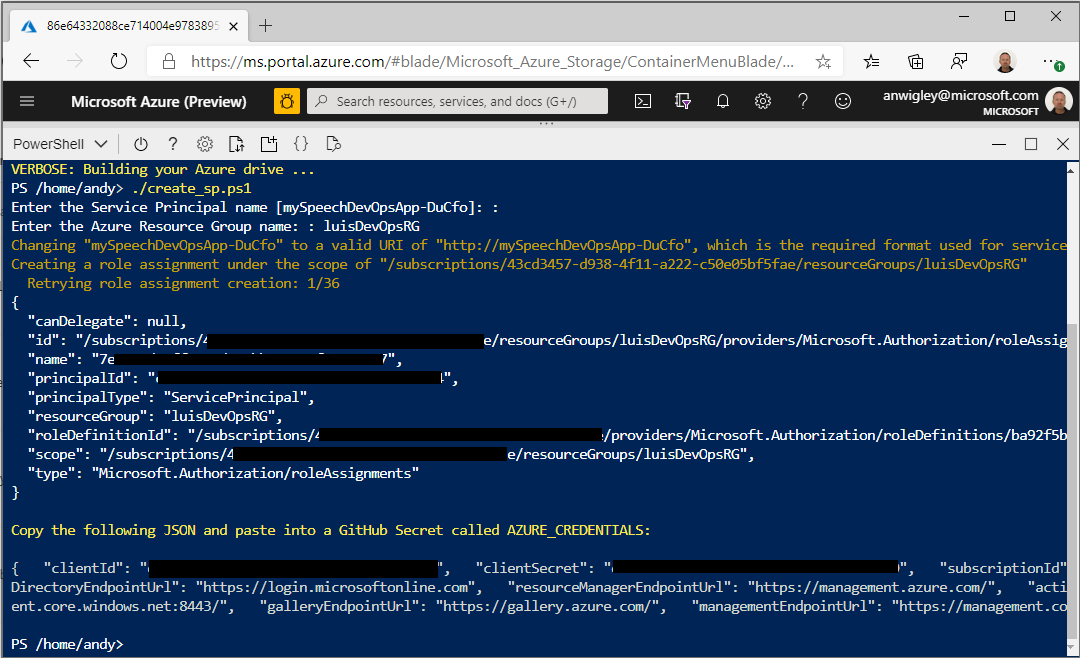 86e64332088ce714004e9783895
https://ms.portal.azure.com/#blade/Microsoft_Azure_Storage/ContainerMenuBlade/...
Microsoft Azure (Preview)
Search resources, services, and docs (G+/)
anwigley@microsoft.com
MICROSOFT
PowerShell
VERBOSE: Building your Azure drive ...
PS /home/andy> ./create_sp.ps1
Enter the Service Principal name [mySpeechDevOpsApp-DuCfo]: :
Enter the Azure Resource Group name: : luisDevOpsRG
Changing "mySpeechDevOpsApp-DuCfo" to a valid URI of "http://mySpeechDevOpsApp-DuCfo", which is the required format used for service
Creating a role assignment under the scope of "/subscriptions/43cd3457-d938-4f11-a222-c50e05bf5fae/resourceGroups/luisDevOpsRG"
Retrying role assignment creation: 1/36
{
"canDelegate": null,
"id": "/subscriptions/4 e/resourceGroups/luisDevOpsRG/providers/Microsoft.Authorization/roleAssig
"name": "7e 7",
"principalId": " ",
"principalType": "ServicePrincipal",
"resourceGroup": "luisDevOpsRG",
"roleDefinitionId": "/subscriptions/4 /providers/Microsoft.Authorization/roleDefinitions/ba92f5b
"scope": "/subscriptions/4 e/resourceGroups/luisDevOpsRG",
"type": "Microsoft.Authorization/roleAssignments"
}
Copy the following JSON and paste into a GitHub Secret called AZURE_CREDENTIALS:
{ "clientId": " ", "clientSecret": " ", "subscriptionId"
DirectoryEndpointUrl": "https://login.microsoftonline.com", "resourceManagerEndpointUrl": "https://management.azure.com/", "acti
ent.core.windows.net:8443/", "galleryEndpointUrl": "https://gallery.azure.com/", "managementEndpointUrl": "https://management.co
PS /home/andy>